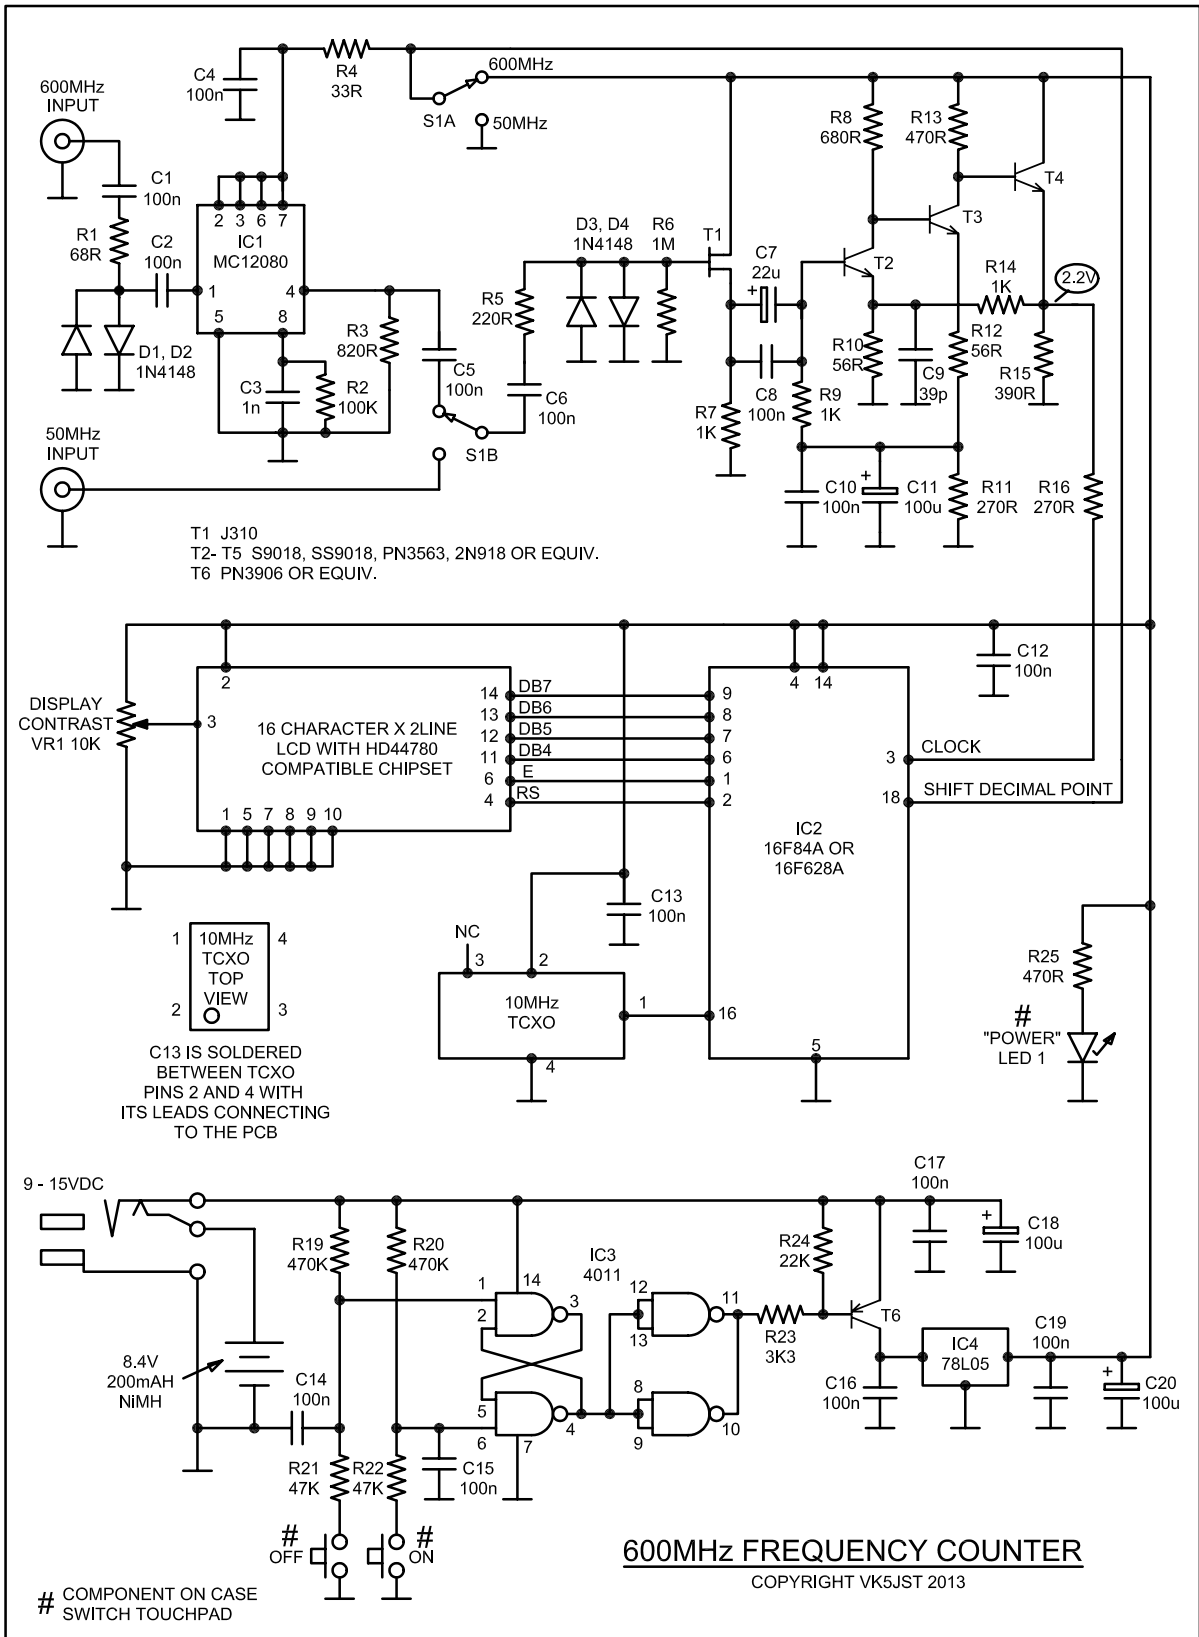 600MHz
INPUT
C4
100n
R4
33R
600MHz
S1A
50MHz
R8
680R
R13
470R
T4
C1
100n
R1
68R
C2
100n
2 3 6 7
IC1
MC12080
1
4
5 8
D1, D2
1N4148
C3
1n
R2
100K
R3
820R
C5
100n
S1B
C6
100n
R5
220R
D3, D4
1N4148
R6
1M
T1
C7
22u
+
T2
T3
R14
1K
2.2V
R10
56R
C9
39p
R12
56R
R15
390R
C8
100n
R9
1K
R7
1K
C10
100n
+
C11
100u
R11
270R
R16
270R
50MHz
INPUT
T1 J310
T2- T5 S9018, SS9018, PN3563, 2N918 OR EQUIV.
T6 PN3906 OR EQUIV.
C12
100n
DISPLAY
CONTRAST
VR1 10K
2
3
16 CHARACTER X 2LINE
LCD WITH HD44780
COMPATIBLE CHIPSET
1 5 7 8 9 10
14 DB7 9
13 DB6 8
12 DB5 7
11 DB4 6
6 E 1
4 RS 2
4 14
3 CLOCK
18 SHIFT DECIMAL POINT
IC2
16F84A OR
16F628A
16
5
C13
100n
NC
3
2
10MHz
TCXO
1
4
1 4
10MHz
TCXO
TOP
VIEW
2 3
C13 IS SOLDERED
BETWEEN TCXO
PINS 2 AND 4 WITH
ITS LEADS CONNECTING
TO THE PCB
R25
470R
#
"POWER"
LED 1
9 - 15VDC
8.4V
200mAH
NiMH
R19
470K
R20
470K
C14
100n
R21
47K
R22
47K
C15
100n
#
OFF
#
ON
IC3
4011
1
2
14
3
5
6
4
7
12
13
11
8
9
10
R23
3K3
R24
22K
T6
C17
100n
+
C18
100u
C16
100n
IC4
78L05
C19
100n
+
C20
100u
600MHz FREQUENCY COUNTER
COPYRIGHT VK5JST 2013
# COMPONENT ON CASE
SWITCH TOUCHPAD